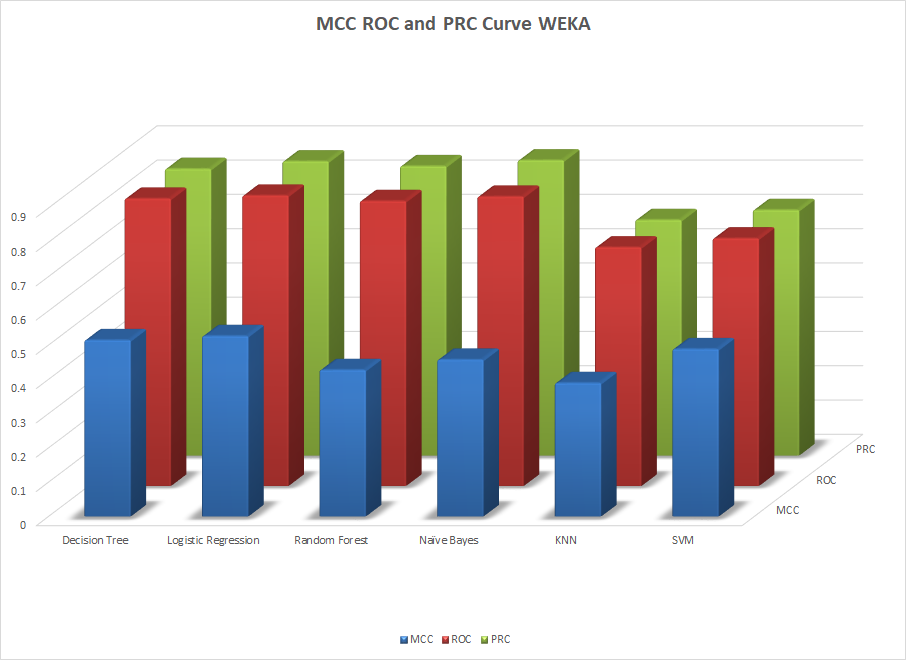 MCC ROC and PRC Curve WEKA
0.9
0.8
0.7
0.6
0.5
0.4
0.3
0.2
0.1
0
PRC
ROC
MCC
Decision Tree
Logistic Regression
Random Forest
Naïve Bayes
KNN
SVM
MCC ROC PRC